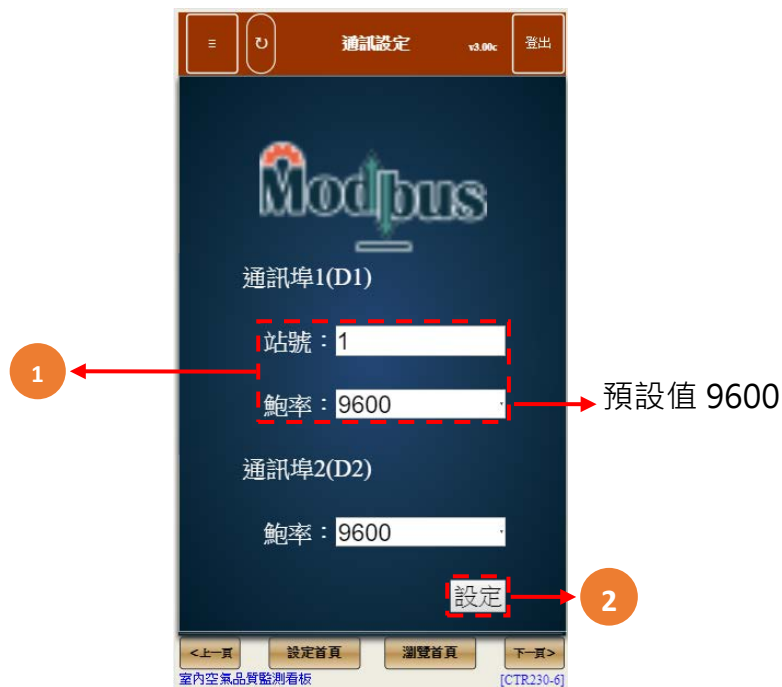 ≡ ↻ 通訊設定 v3.00c 登出
Modbus
通訊埠1(D1)
站號：1
1
鮑率：9600
預設值 9600
通訊埠2(D2)
鮑率：9600
設定
2
<上一頁 設定首頁 瀏覽首頁 下一頁>
室內空氣品質監測看板 [CTR230-6]